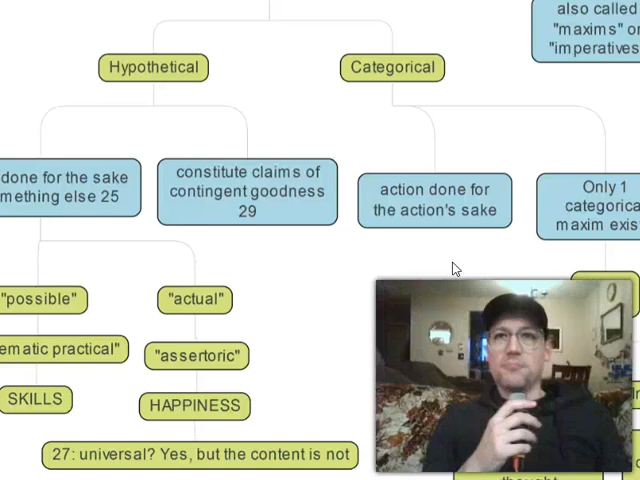 also called
"maxims" or
"imperatives
Hypothetical
Categorical
done for the sake
mething else 25
constitute claims of
contingent goodness
29
action done for
the action's sake
Only 1
categorica
maxim exis
"possible"
"actual"
ematic practical"
"assertoric"
SKILLS
HAPPINESS
27: universal? Yes, but the content is not
thought